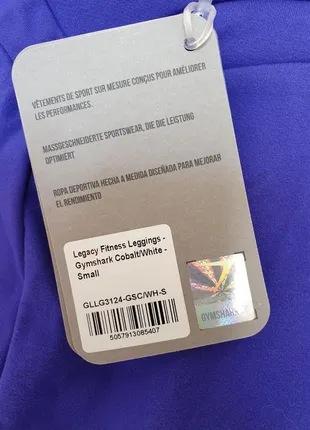 VÊTEMENTS DE SPORT SUR MESURE CONÇUS POUR AMÉLIORER
LES PERFORMANCES.
MASSGESCHNEIDERTE SPORTSWEAR, DIE DIE LEISTUNG
OPTIMIERT
ROPA DEPORTIVA HECHA A MEDIDA DISEÑADA PARA MEJORAR
EL RENDIMIENTO
Legacy Fitness Leggings -
Gymshark Cobalt/White -
Small
GLLG3124-GSC/WH-S
5057913085407
GYMSHARK